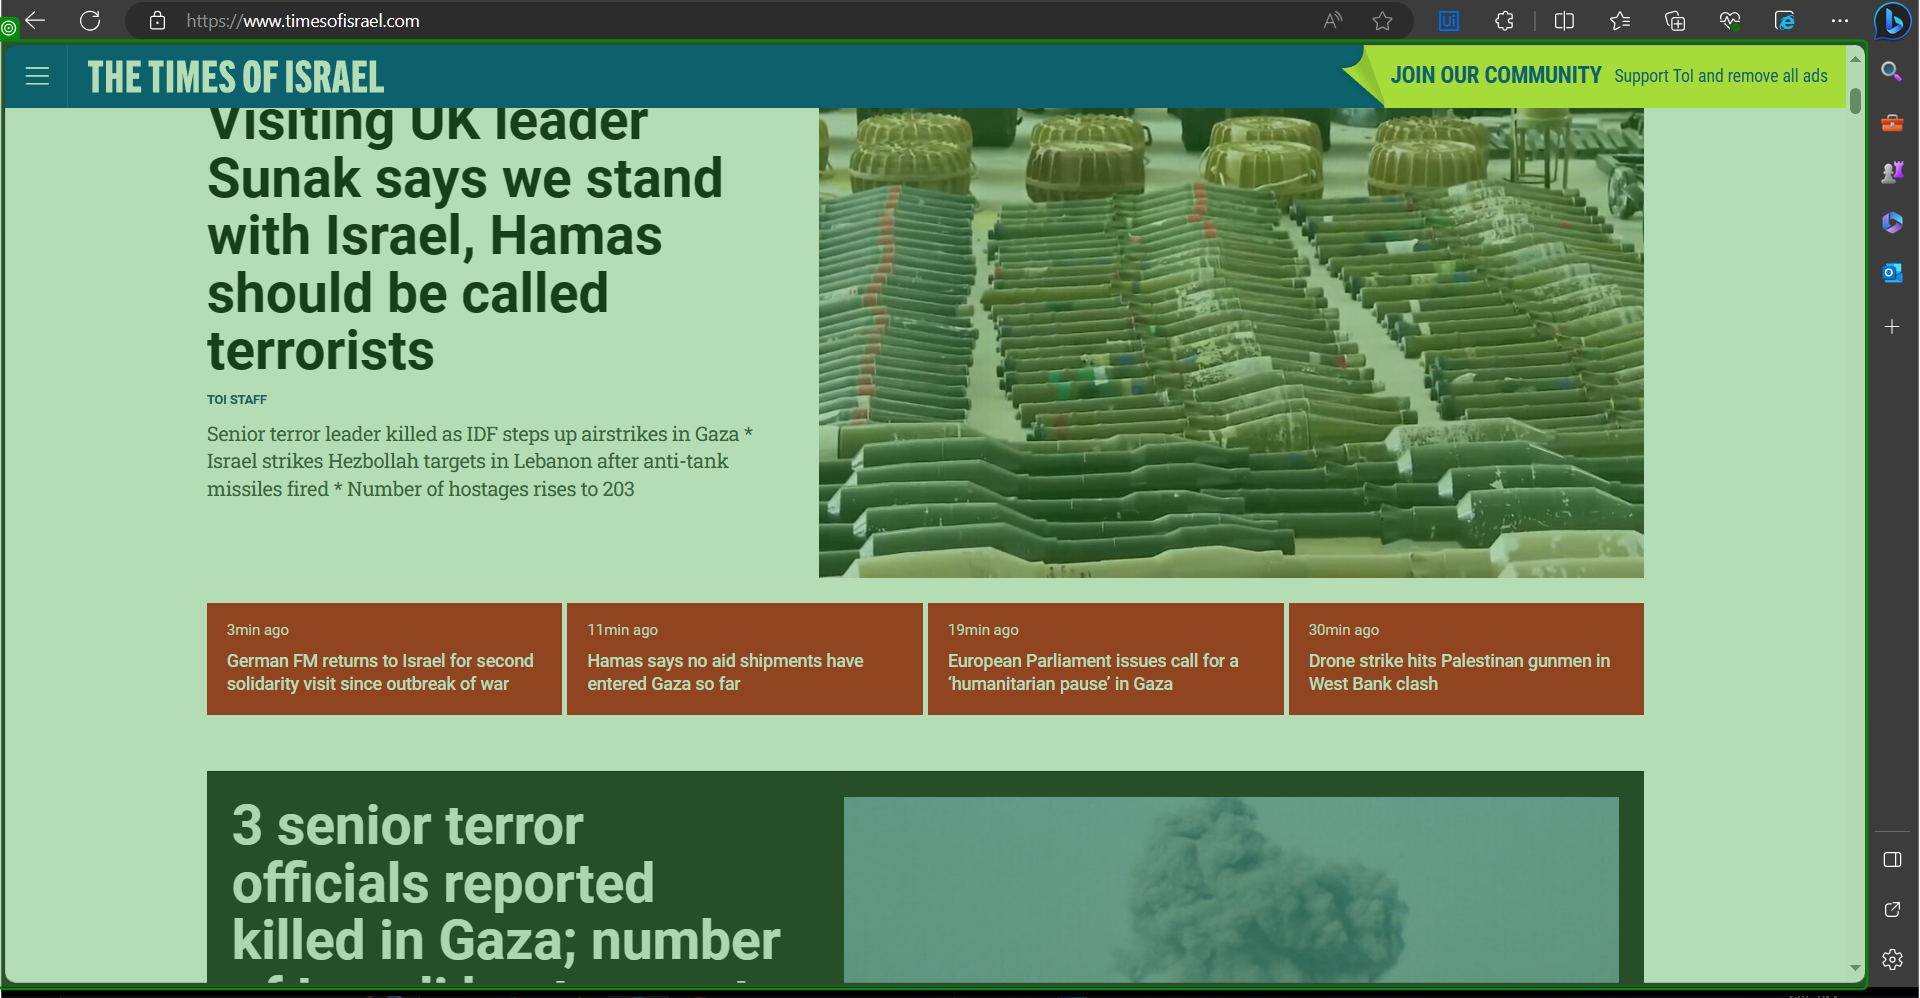 https://www.timesofisrael.com
THE TIMES OF ISRAEL
JOIN OUR COMMUNITY Support ToI and remove all ads
Visiting UK leader
Sunak says we stand
with Israel, Hamas
should be called
terrorists
TOI STAFF
Senior terror leader killed as IDF steps up airstrikes in Gaza *
Israel strikes Hezbollah targets in Lebanon after anti-tank
missiles fired * Number of hostages rises to 203
3min ago
German FM returns to Israel for second
solidarity visit since outbreak of war
11min ago
Hamas says no aid shipments have
entered Gaza so far
19min ago
European Parliament issues call for a
‘humanitarian pause’ in Gaza
30min ago
Drone strike hits Palestinan gunmen in
West Bank clash
3 senior terror
officials reported
killed in Gaza; number